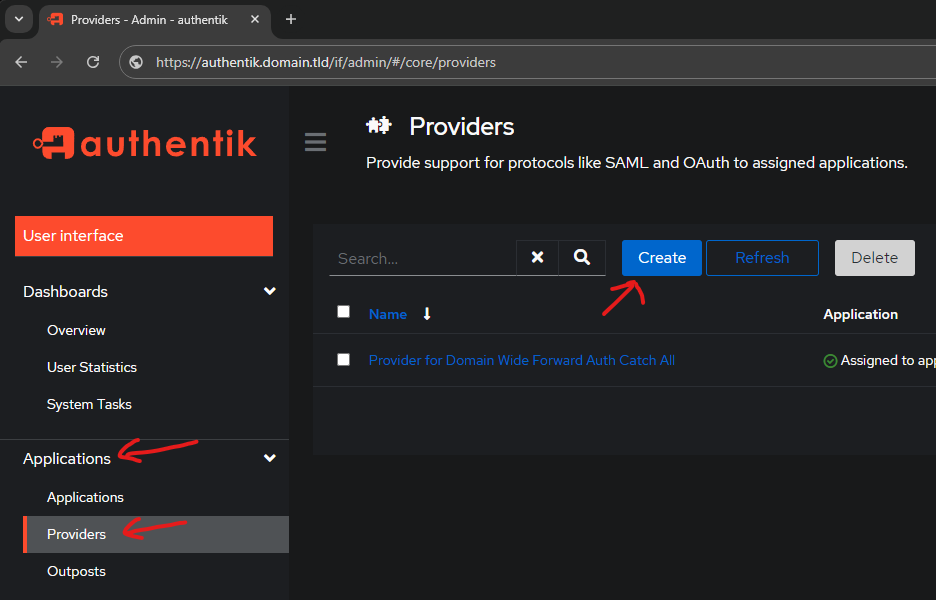 Providers - Admin - authentik
https://authentik.domain.tld/if/admin/#/core/providers
authentik
User interface
Dashboards
Overview
User Statistics
System Tasks
Applications
Applications
Providers
Outposts
Providers
Provide support for protocols like SAML and OAuth to assigned applications.
Search...
Create
Refresh
Delete
Name
Application
Provider for Domain Wide Forward Auth Catch All
Assigned to app